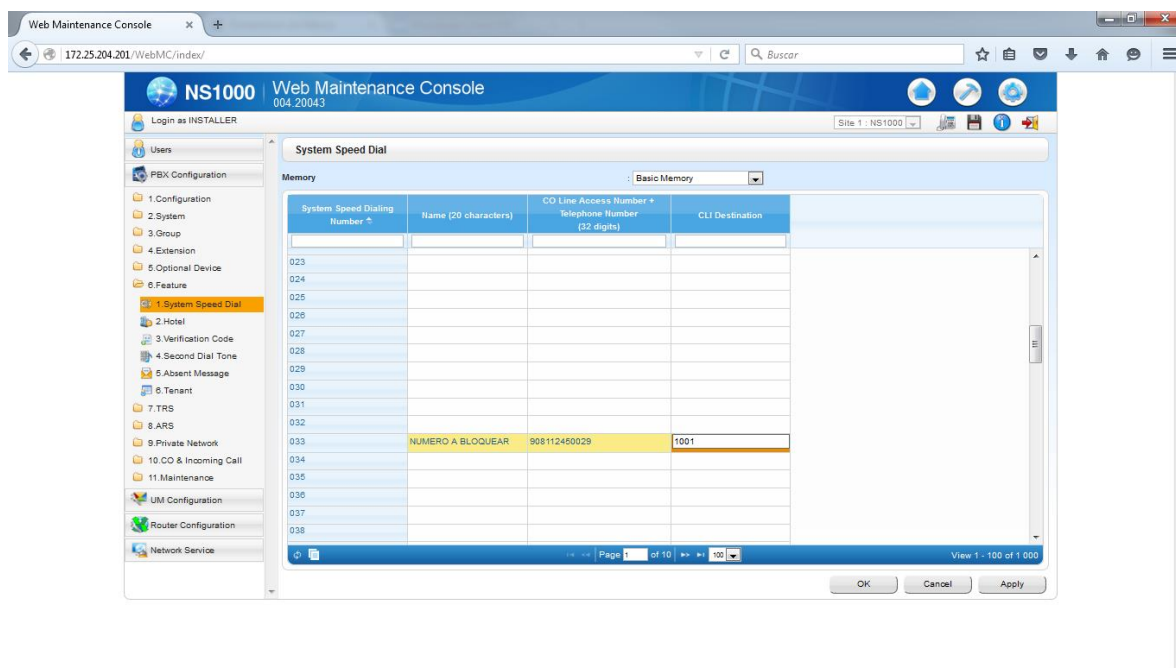 Web Maintenance Console
172.25.204.201/WebMC/index/
Buscar
NS1000
Web Maintenance Console
004.20043
Login as INSTALLER
Site 1 : NS1000
Users
PBX Configuration
1.Configuration
2.System
3.Group
4.Extension
5.Optional Device
6.Feature
1.System Speed Dial
2.Hotel
3.Verification Code
4.Second Dial Tone
5.Absent Message
6.Tenant
7.TRS
8.ARS
9.Private Network
10.CO & Incoming Call
11.Maintenance
UM Configuration
Router Configuration
Network Service
System Speed Dial
Memory : Basic Memory
System Speed Dialing Number
Name (20 characters)
CO Line Access Number + Telephone Number (32 digits)
CLI Destination
023
024
025
026
027
028
029
030
031
032
033 NUMERO A BLOQUEAR 908112450029 1001
034
035
036
037
038
Page 1 of 10 100 View 1 - 100 of 1 000
OK Cancel Apply